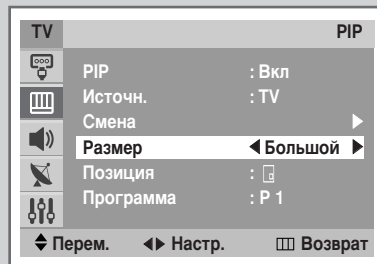 TV PIP
PIP : Вкл
Источн. : TV
Смена
Размер Большой
Позиция :
Программа : P 1
Перем. Настр. Возврат